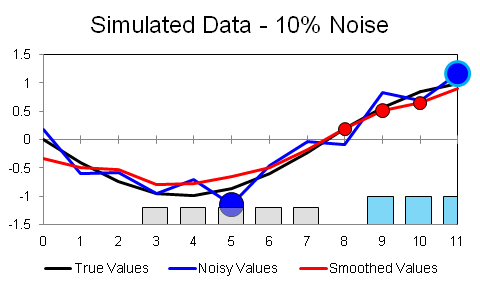 Simulated Data - 10% Noise
1.5
1
0.5
0
-0.5
-1
-1.5
0 1 2 3 4 5 6 7 8 9 10 11
True Values Noisy Values Smoothed Values